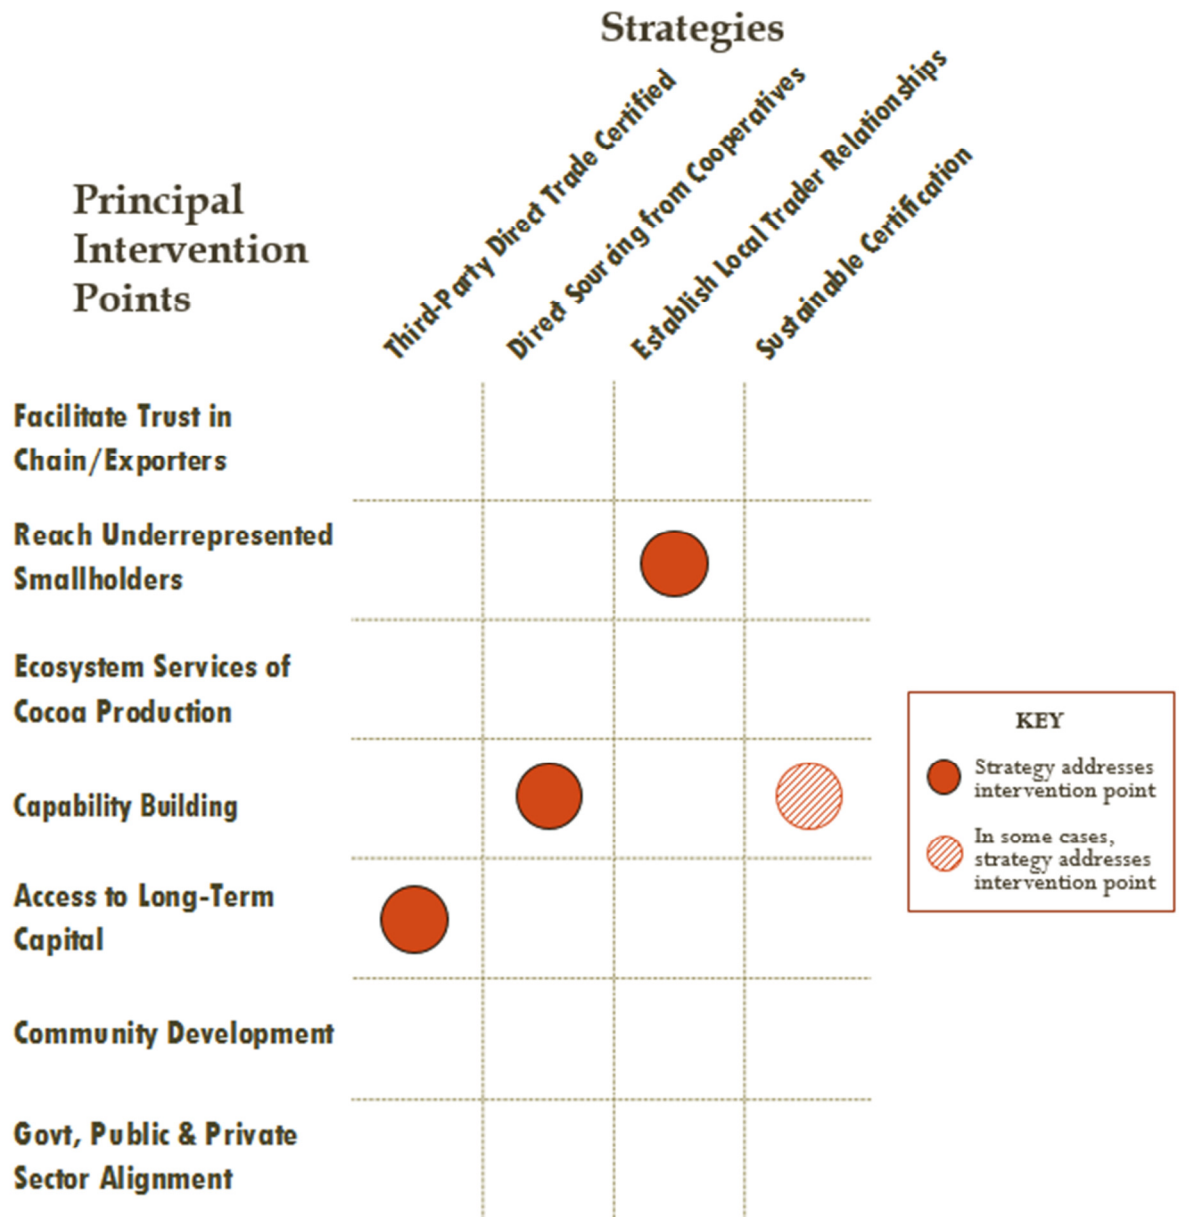 Strategies
Third-Party Direct Trade Certified
Direct Sourcing from Cooperatives
Establish Local Trader Relationships
Sustainable Certification
Principal
Intervention
Points
Facilitate Trust in
Chain/Exporters
Reach Underrepresented
Smallholders
Ecosystem Services of
Cocoa Production
Capability Building
Access to Long-Term
Capital
Community Development
Govt, Public & Private
Sector Alignment
KEY
Strategy addresses
intervention point
In some cases,
strategy addresses
intervention point